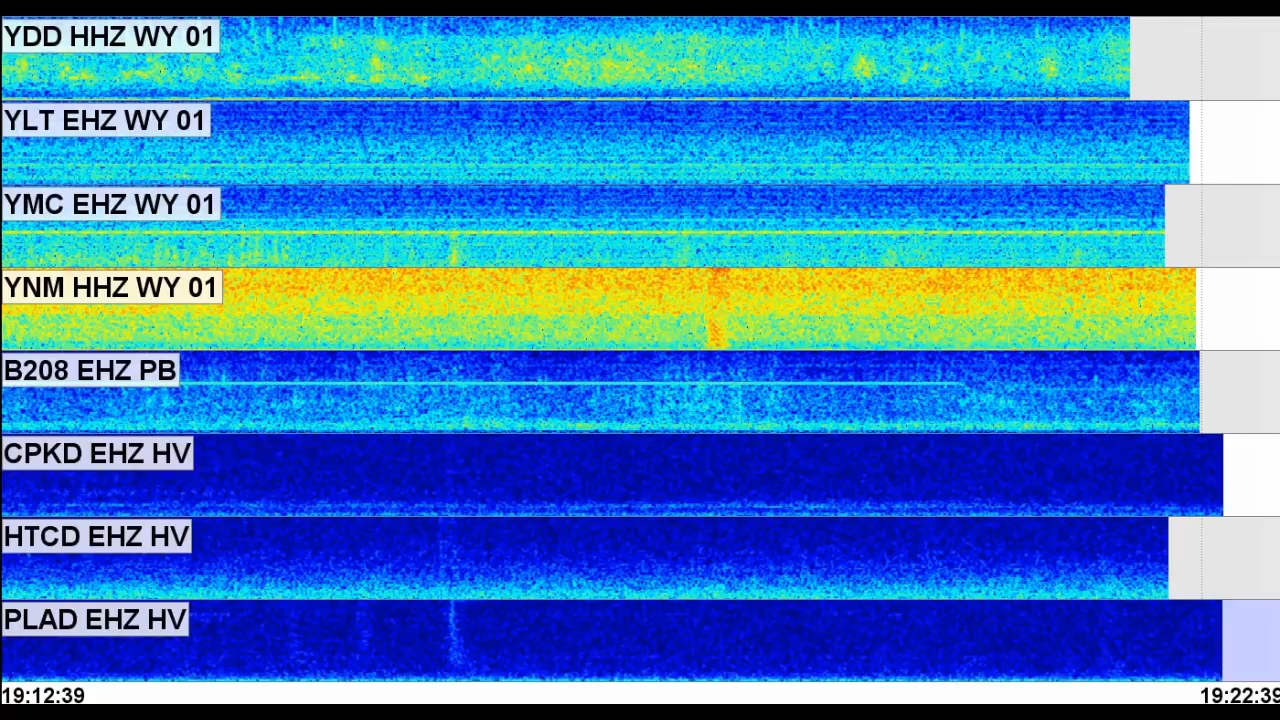 YDD HHZ WY 01
YLT EHZ WY 01
YMC EHZ WY 01
YNM HHZ WY 01
B208 EHZ PB
CPKD EHZ HV
HTCD EHZ HV
PLAD EHZ HV
19:12:39 19:22:39